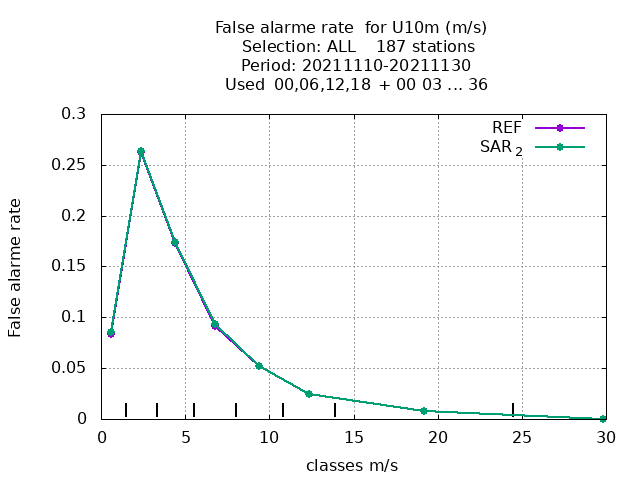 False alarme rate  for U10m (m/s)
Selection: ALL    187 stations
Period: 20211110-20211130
Used  00,06,12,18  + 00 03 ... 36
0.3
0.25
0.2
0.15
0.1
0.05
0
False alarme rate
REF
SAR 2
0 5 10 15 20 25 30
classes m/s